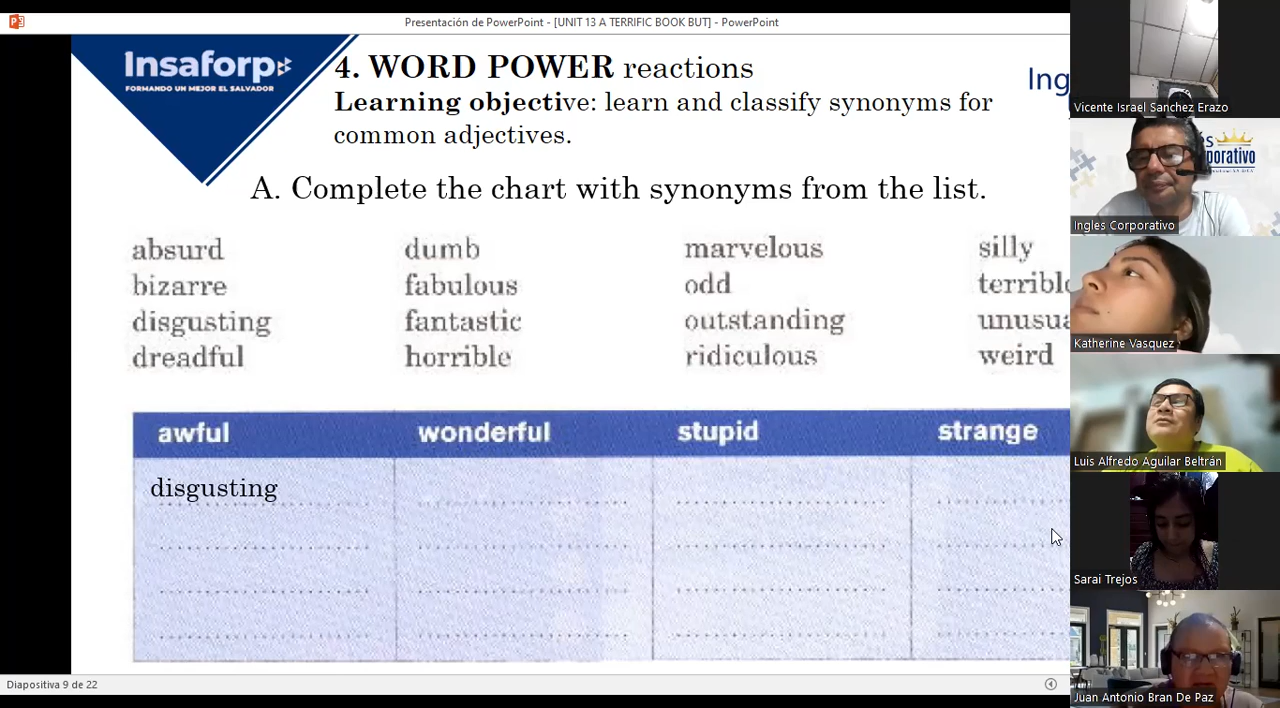 Presentación de PowerPoint - [UNIT 13 A TERRIFIC BOOK BUT] - PowerPoint
Insaforp
FORMANDO UN MEJOR EL SALVADOR
4. WORD POWER reactions
Learning objective: learn and classify synonyms for
common adjectives.
Ing
A. Complete the chart with synonyms from the list.
absurd dumb marvelous silly
bizarre fabulous odd terribl
disgusting fantastic outstanding unusua
dreadful horrible ridiculous weird
awful wonderful stupid strange
disgusting
Diapositiva 9 de 22
Vicente Israel Sanchez Erazo
porativo
Ingles Corporativo
Katherine Vasquez
Luis Alfredo Aguilar Beltrán
Sarai Trejos
Juan Antonio Bran De Paz